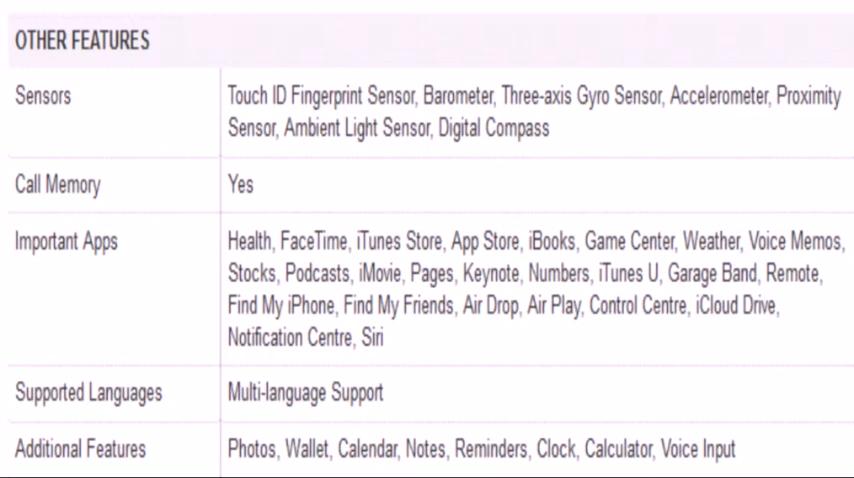 OTHER FEATURES
Sensors
Touch ID Fingerprint Sensor, Barometer, Three-axis Gyro Sensor, Accelerometer, Proximity
Sensor, Ambient Light Sensor, Digital Compass
Call Memory
Yes
Important Apps
Health, FaceTime, iTunes Store, App Store, iBooks, Game Center, Weather, Voice Memos,
Stocks, Podcasts, iMovie, Pages, Keynote, Numbers, iTunes U, Garage Band, Remote,
Find My iPhone, Find My Friends, Air Drop, Air Play, Control Centre, iCloud Drive,
Notification Centre, Siri
Supported Languages
Multi-language Support
Additional Features
Photos, Wallet, Calendar, Notes, Reminders, Clock, Calculator, Voice Input